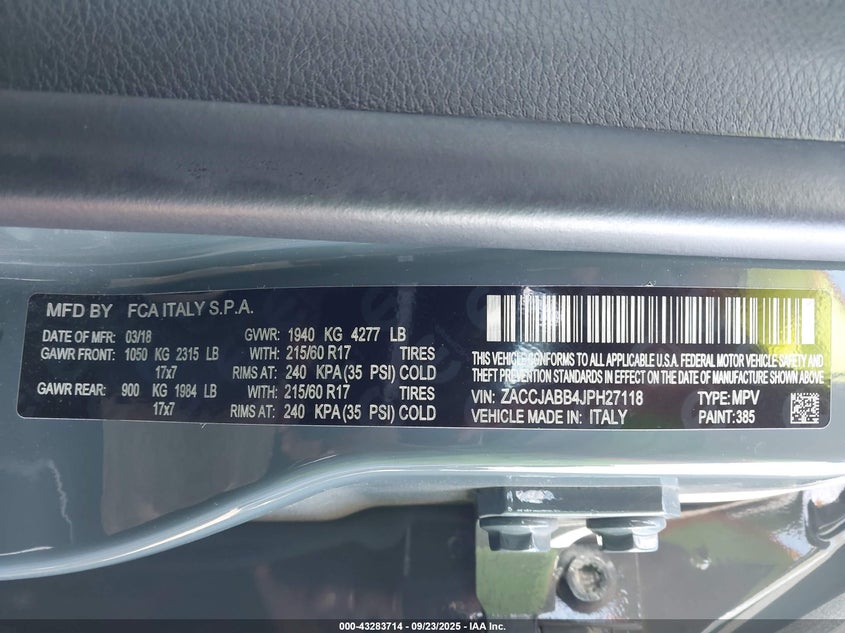 MFD BY FCA ITALY S.P.A.
DATE OF MFR: 03/18 GVWR: 1940 KG 4277 LB
GAWR FRONT: 1050 KG 2315 LB WITH: 215/60 R17 TIRES
17x7 RIMS AT: 240 KPA (35 PSI) COLD
GAWR REAR: 900 KG 1984 LB WITH: 215/60 R17 TIRES
17x7 RIMS AT: 240 KPA (35 PSI) COLD
THIS VEHICLE CONFORMS TO ALL APPLICABLE U.S.A. FEDERAL MOTOR VEHICLE SAFETY AND
THEFT PREVENTION STANDARDS IN EFFECT ON THE DATE OF MANUFACTURE SHOWN ABOVE
VIN: ZACCJABB4JPH27118 TYPE: MPV
VEHICLE MADE IN: ITALY PAINT: 385
000-43283714 - 09/23/2025 - IAA Inc.